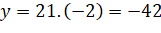 y = 21.(−2) = −42